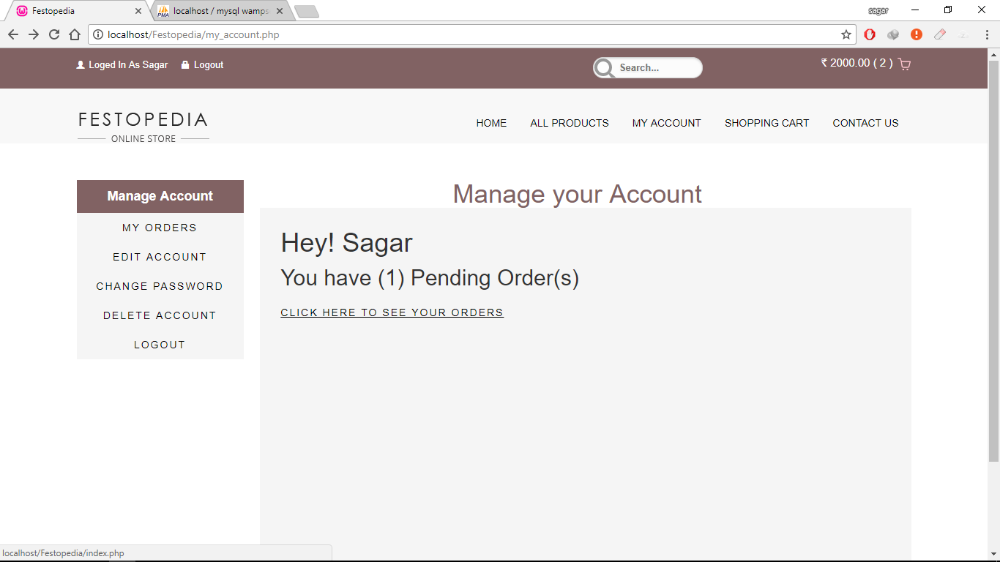 Festopedia
localhost / mysql wamps
sagar
localhost/Festopedia/my_account.php
Loged In As Sagar
Logout
Search...
₹ 2000.00 ( 2 )
FESTOPEDIA
ONLINE STORE
HOME
ALL PRODUCTS
MY ACCOUNT
SHOPPING CART
CONTACT US
Manage Account
MY ORDERS
EDIT ACCOUNT
CHANGE PASSWORD
DELETE ACCOUNT
LOGOUT
Manage your Account
Hey! Sagar
You have (1) Pending Order(s)
CLICK HERE TO SEE YOUR ORDERS
localhost/Festopedia/index.php